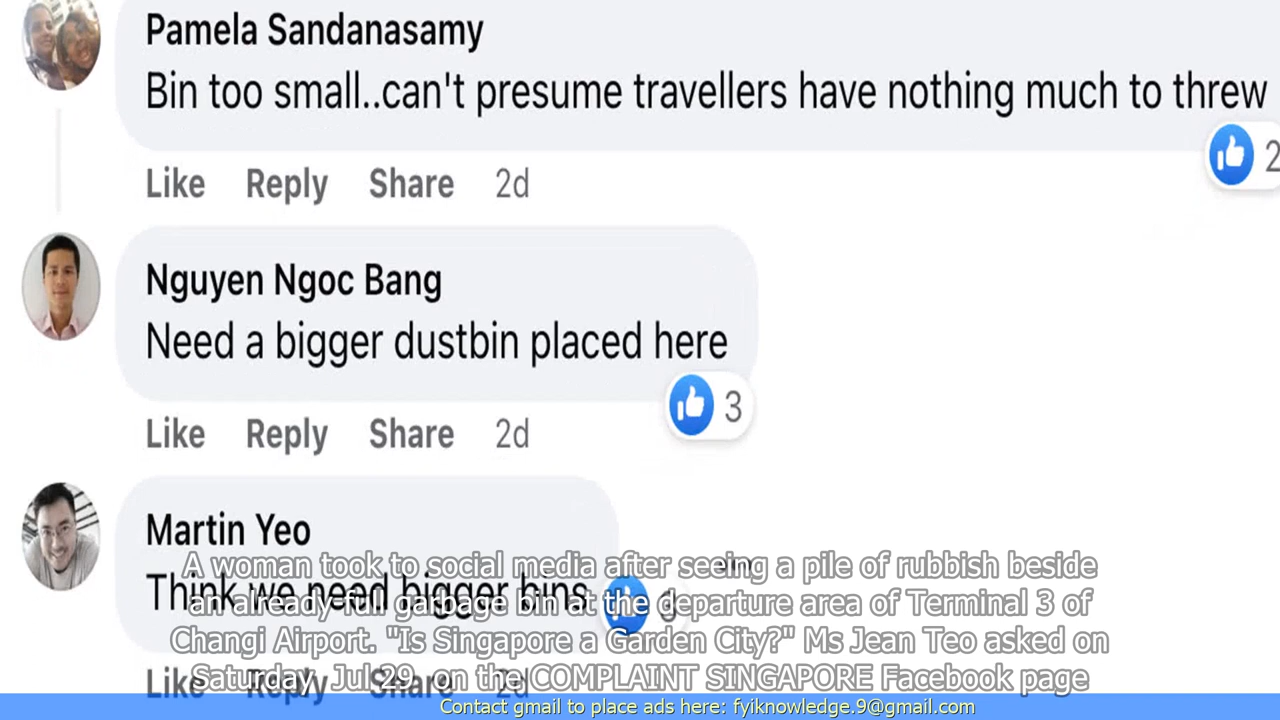 Pamela Sandanasamy
Bin too small..can't presume travellers have nothing much to threw
2
Like Reply Share 2d
Nguyen Ngoc Bang
Need a bigger dustbin placed here
3
Like Reply Share 2d
Martin Yeo
Think we need bigger bins
A woman took to social media after seeing a pile of rubbish beside
an already-full garbage bin at the departure area of Terminal 3 of
Changi Airport. "Is Singapore a Garden City?" Ms Jean Teo asked on
Saturday, Jul 29, on the COMPLAINT SINGAPORE Facebook page
Like Reply Share 2d
Contact gmail to place ads here: fyiknowledge.9@gmail.com